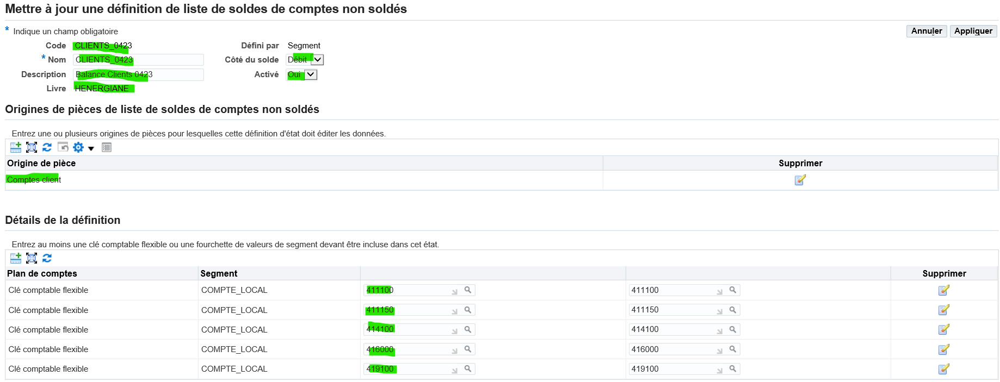 Mettre à jour une définition de liste de soldes de comptes non soldés
* Indique un champ obligatoire
Annuler Appliquer
Code CLIENTS_0423 Défini par Segment
* Nom CLIENTS_0423 Côté du solde Débit
Description Balance Clients 0423 Activé Oui
Livre HENERGIANE
Origines de pièces de liste de soldes de comptes non soldés
Entrez une ou plusieurs origines de pièces pour lesquelles cette définition d'état doit éditer les données.
Origine de pièce Supprimer
Comptes client
Détails de la définition
Entrez au moins une clé comptable flexible ou une fourchette de valeurs de segment devant être incluse dans cet état.
Plan de comptes Segment Supprimer
Clé comptable flexible COMPTE_LOCAL 411100 411100
Clé comptable flexible COMPTE_LOCAL 411150 411150
Clé comptable flexible COMPTE_LOCAL 414100 414100
Clé comptable flexible COMPTE_LOCAL 416000 416000
Clé comptable flexible COMPTE_LOCAL 419100 419100